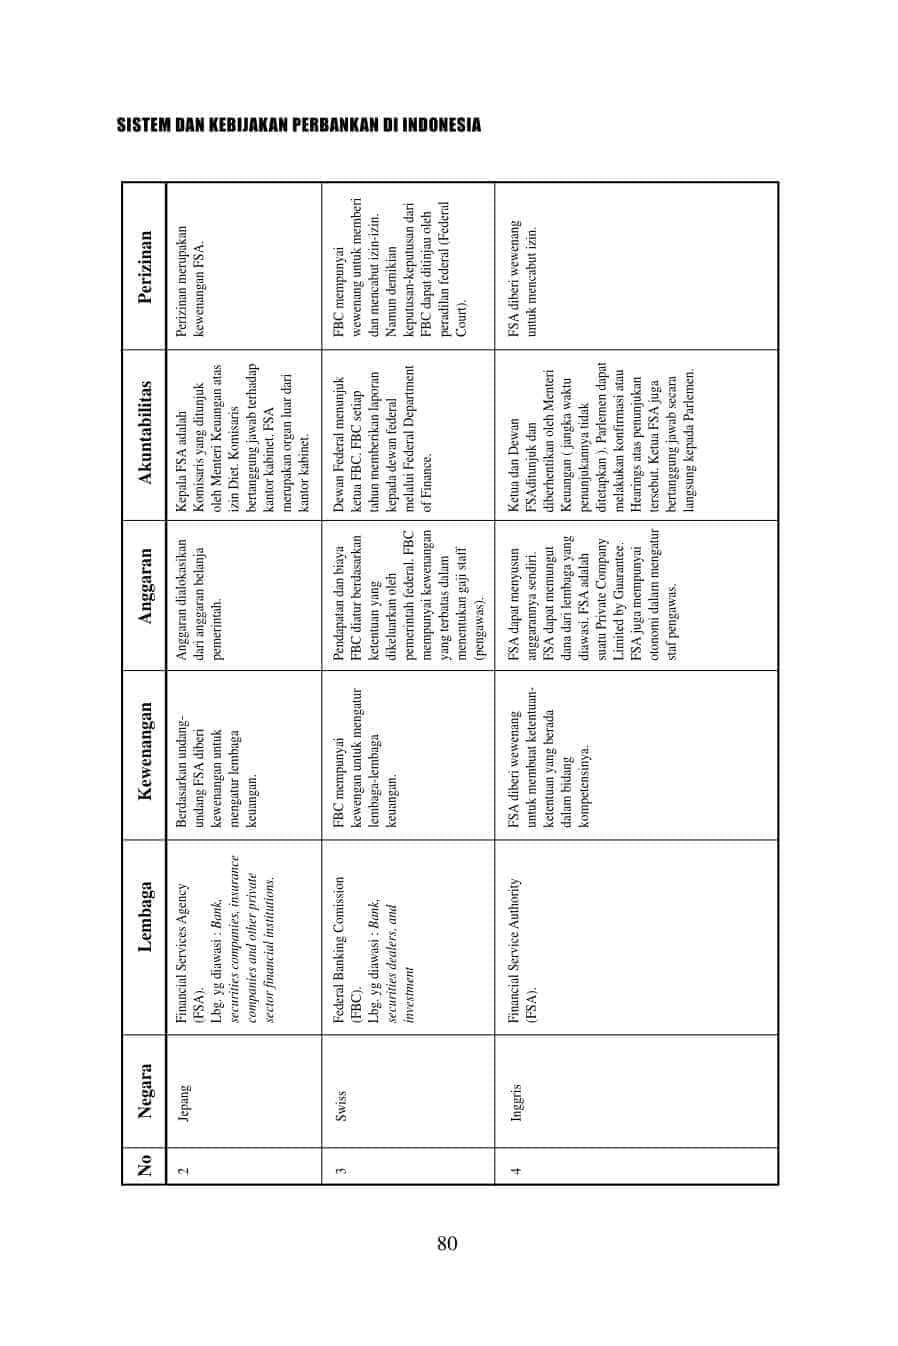 SISTEM DAN KEBIJAKAN PERBANKAN DI INDONESIA
No
Negara
Lembaga
Kewenangan
Anggaran
Akuntabilitas
Perizinan
2
Jepang
Financial Services Agency
(FSA).
Lbg. yg diawasi : Bank,
securities companies, insurance
companies and other private
sector financial institutions.
Berdasarkan undang-
undang FSA diberi
kewenangan untuk
mengatur lembaga
keuangan.
Anggaran dialokasikan
dari anggaran belanja
pemerintah.
Kepala FSA adalah
Komisaris yang ditunjuk
oleh Menteri Keuangan atas
izin Diet. Komisaris
bertanggung jawab terhadap
kantor kabinet. FSA
merupakan organ luar dari
kantor kabinet.
Perizinan merupakan
kewenangan FSA.
3
Swiss
Federal Banking Comission
(FBC).
Lbg. yg diawasi : Bank,
securities dealers, and
investment
FBC mempunyai
kewengan untuk mengatur
lembaga-lembaga
keuangan.
Pendapatan dan biaya
FBC diatur berdasarkan
ketentuan yang
dikeluarkan oleh
pemerintah federal. FBC
mempunyai kewenangan
yang terbatas dalam
menentukan gaji staff
(pengawas).
Dewan Federal menunjuk
ketua FBC. FBC setiap
tahun memberikan laporan
kepada dewan federal
melalui Federal Department
of Finance.
FBC mempunyai
wewenang untuk memberi
dan mencabut izin-izin.
Namun demikian
keputusan-keputusan dari
FBC dapat ditinjau oleh
peradilan federal (Federal
Court).
4
Inggris
Financial Service Authority
(FSA).
FSA diberi wewenang
untuk membuat ketentuan-
ketentuan yang berada
dalam bidang
kompetensinya.
FSA dapat menyusun
anggarannya sendiri.
FSA dapat memungut
dana dari lembaga yang
diawasi. FSA adalah
suatu Private Company
Limited by Guarantee.
FSA juga mempunyai
otonomi dalam mengatur
staf pengawas.
Ketua dan Dewan
FSAditunjuk dan
diberhentikan oleh Menteri
Keuangan ( jangka waktu
penunjukannya tidak
ditetapkan ). Parlemen dapat
melakukan konfirmasi atau
Hearings atas penunjukan
tersebut. Ketua FSA juga
bertanggung jawab secara
langsung kepada Parlemen.
FSA diberi wewenang
untuk mencabut izin.
80